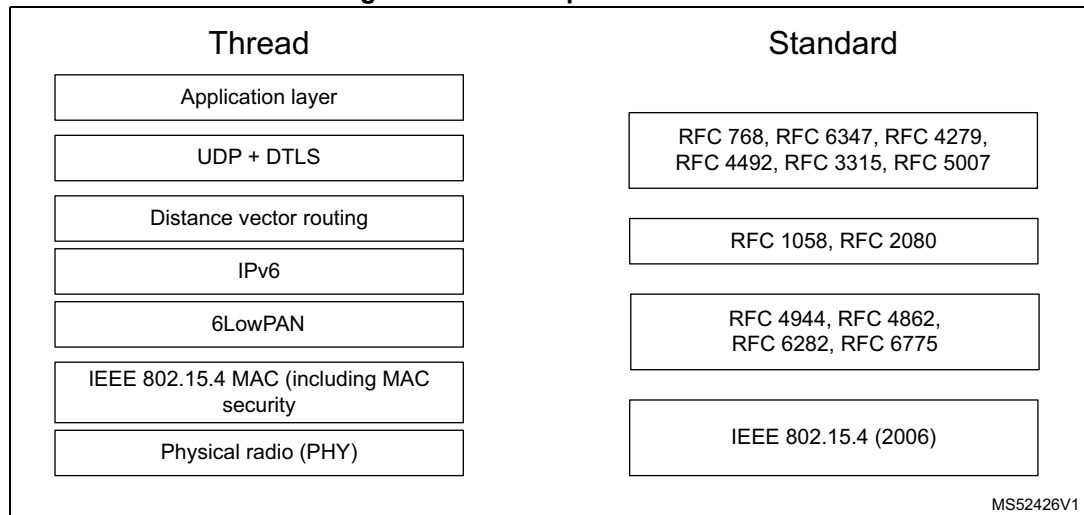 Thread
Application layer
UDP + DTLS
Distance vector routing
IPv6
6LowPAN
IEEE 802.15.4 MAC (including MAC
security
Physical radio (PHY)
Standard
RFC 768, RFC 6347, RFC 4279,
RFC 4492, RFC 3315, RFC 5007
RFC 1058, RFC 2080
RFC 4944, RFC 4862,
RFC 6282, RFC 6775
IEEE 802.15.4 (2006)
MS52426V1